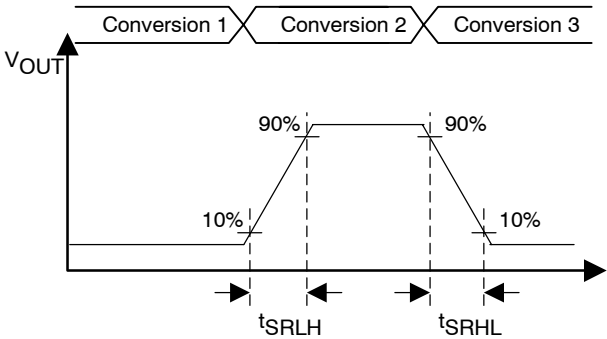 Conversion 1 Conversion 2 Conversion 3
VOUT
90% 90%
10% 10%
tSRLH tSRHL